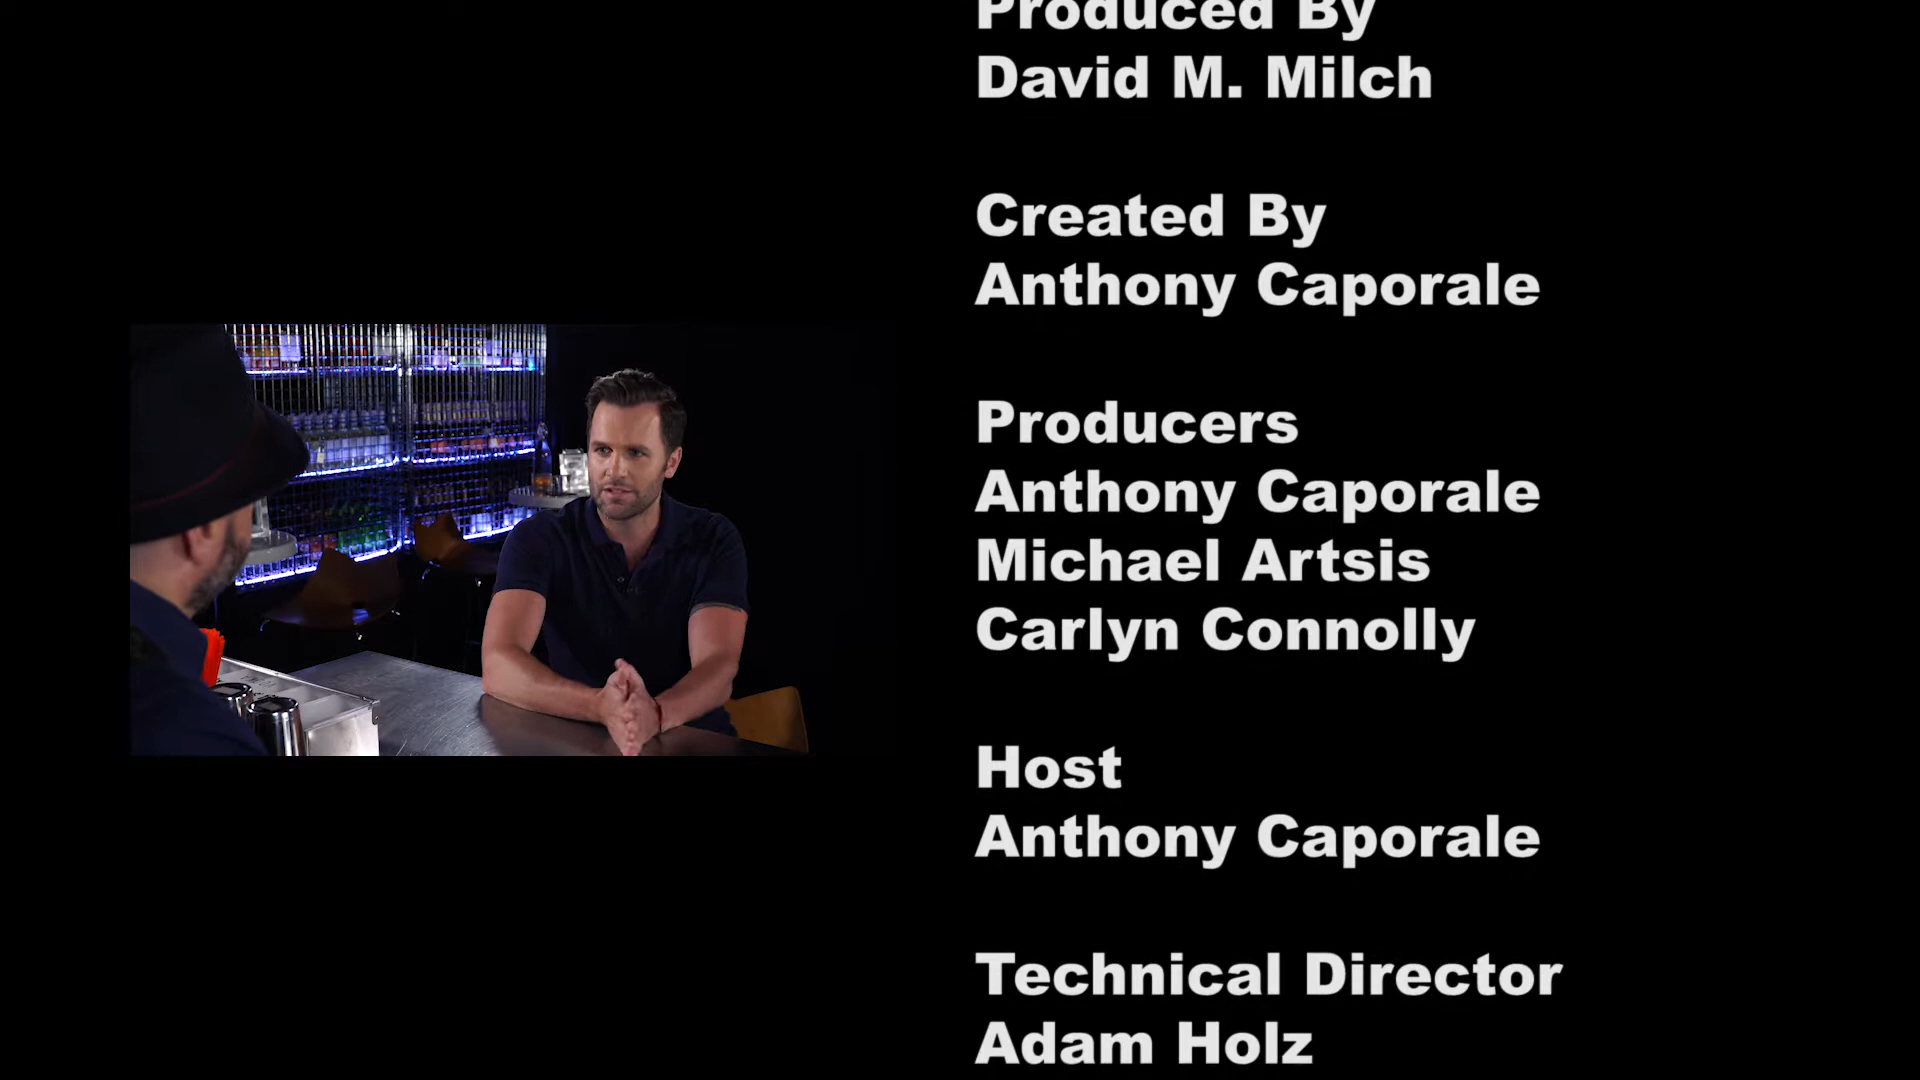 Produced By
David M. Milch
Created By
Anthony Caporale
Producers
Anthony Caporale
Michael Artsis
Carlyn Connolly
Host
Anthony Caporale
Technical Director
Adam Holz